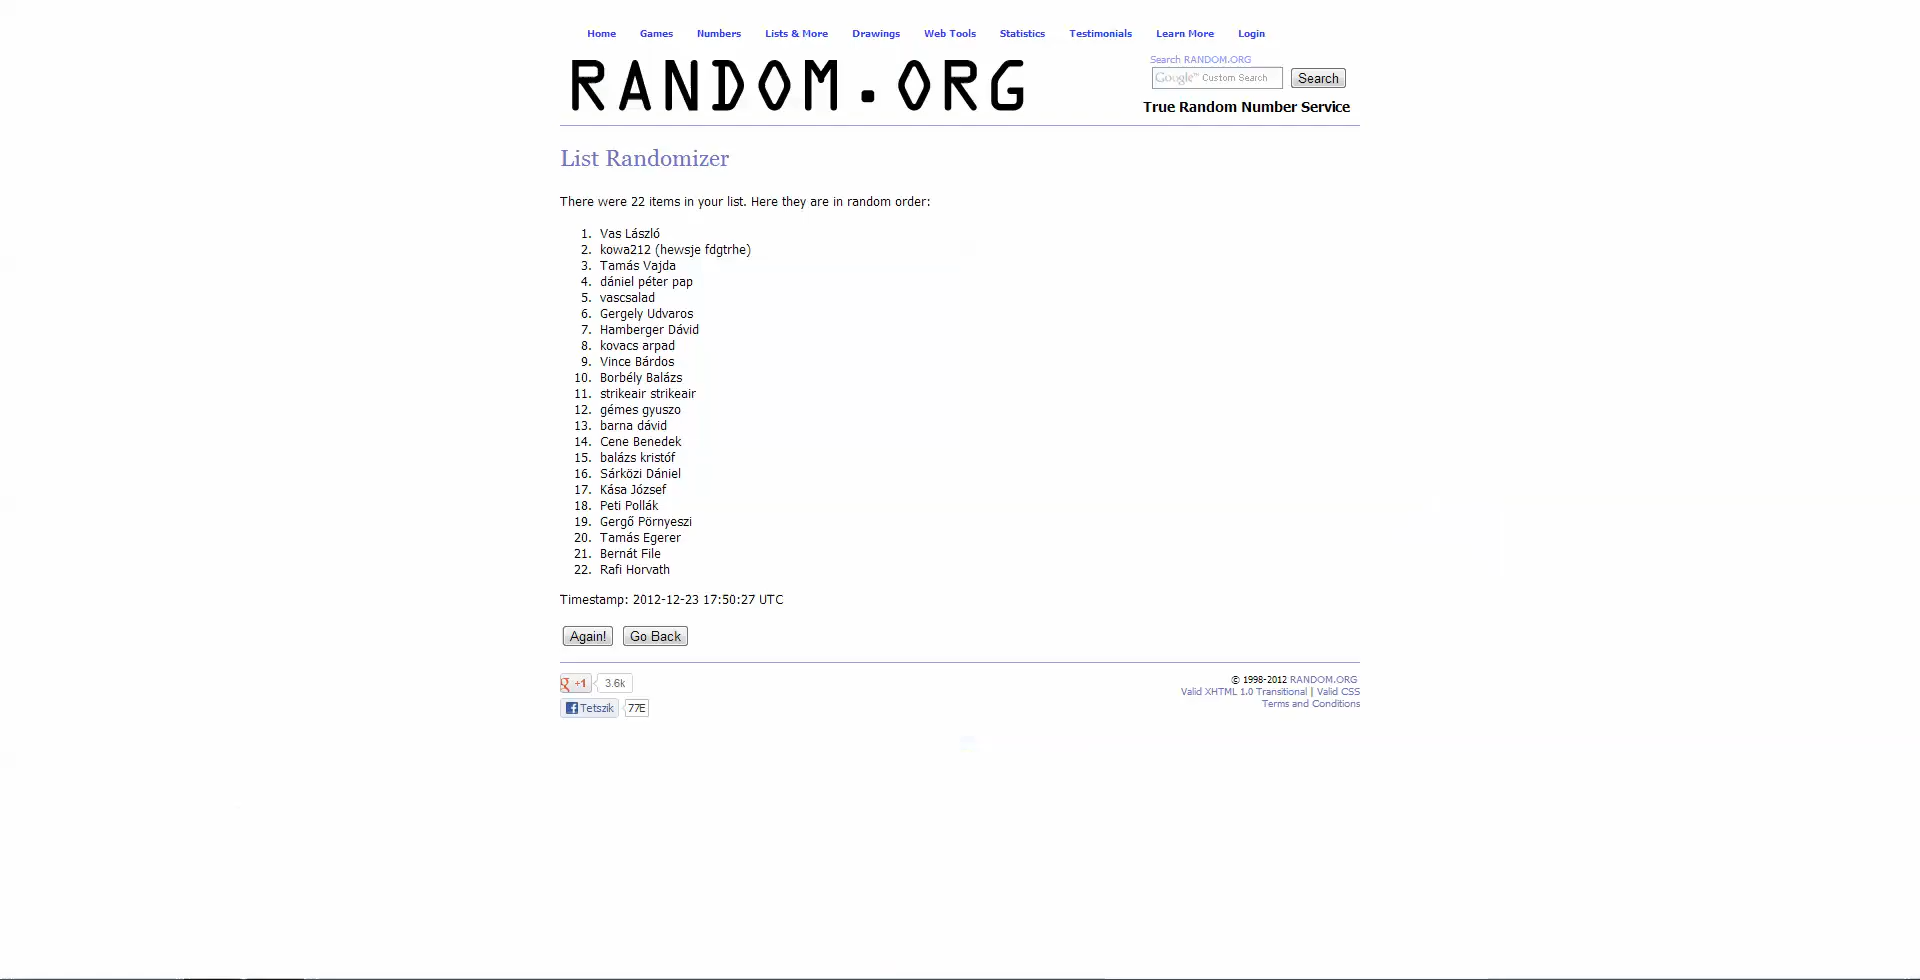 Home Games Numbers Lists & More Drawings Web Tools Statistics Testimonials Learn More Login
RANDOM.ORG
Search RANDOM.ORG
Google™ Custom Search Search
True Random Number Service
List Randomizer
There were 22 items in your list. Here they are in random order:
1. Vas László
2. kowa212 (hewsje fdgtrhe)
3. Tamás Vajda
4. dániel péter pap
5. vascsalad
6. Gergely Udvaros
7. Hamberger Dávid
8. kovacs arpad
9. Vince Bárdos
10. Borbély Balázs
11. strikeair strikeair
12. gémes gyuszo
13. barna dávid
14. Cene Benedek
15. balázs kristóf
16. Sárközi Dániel
17. Kása József
18. Peti Pollák
19. Gergő Pörnyeszi
20. Tamás Egerer
21. Bernát File
22. Rafi Horvath
Timestamp: 2012-12-23 17:50:27 UTC
Again! Go Back
g +1 3.6k
Tetszik 77E
© 1998-2012 RANDOM.ORG
Valid XHTML 1.0 Transitional | Valid CSS
Terms and Conditions